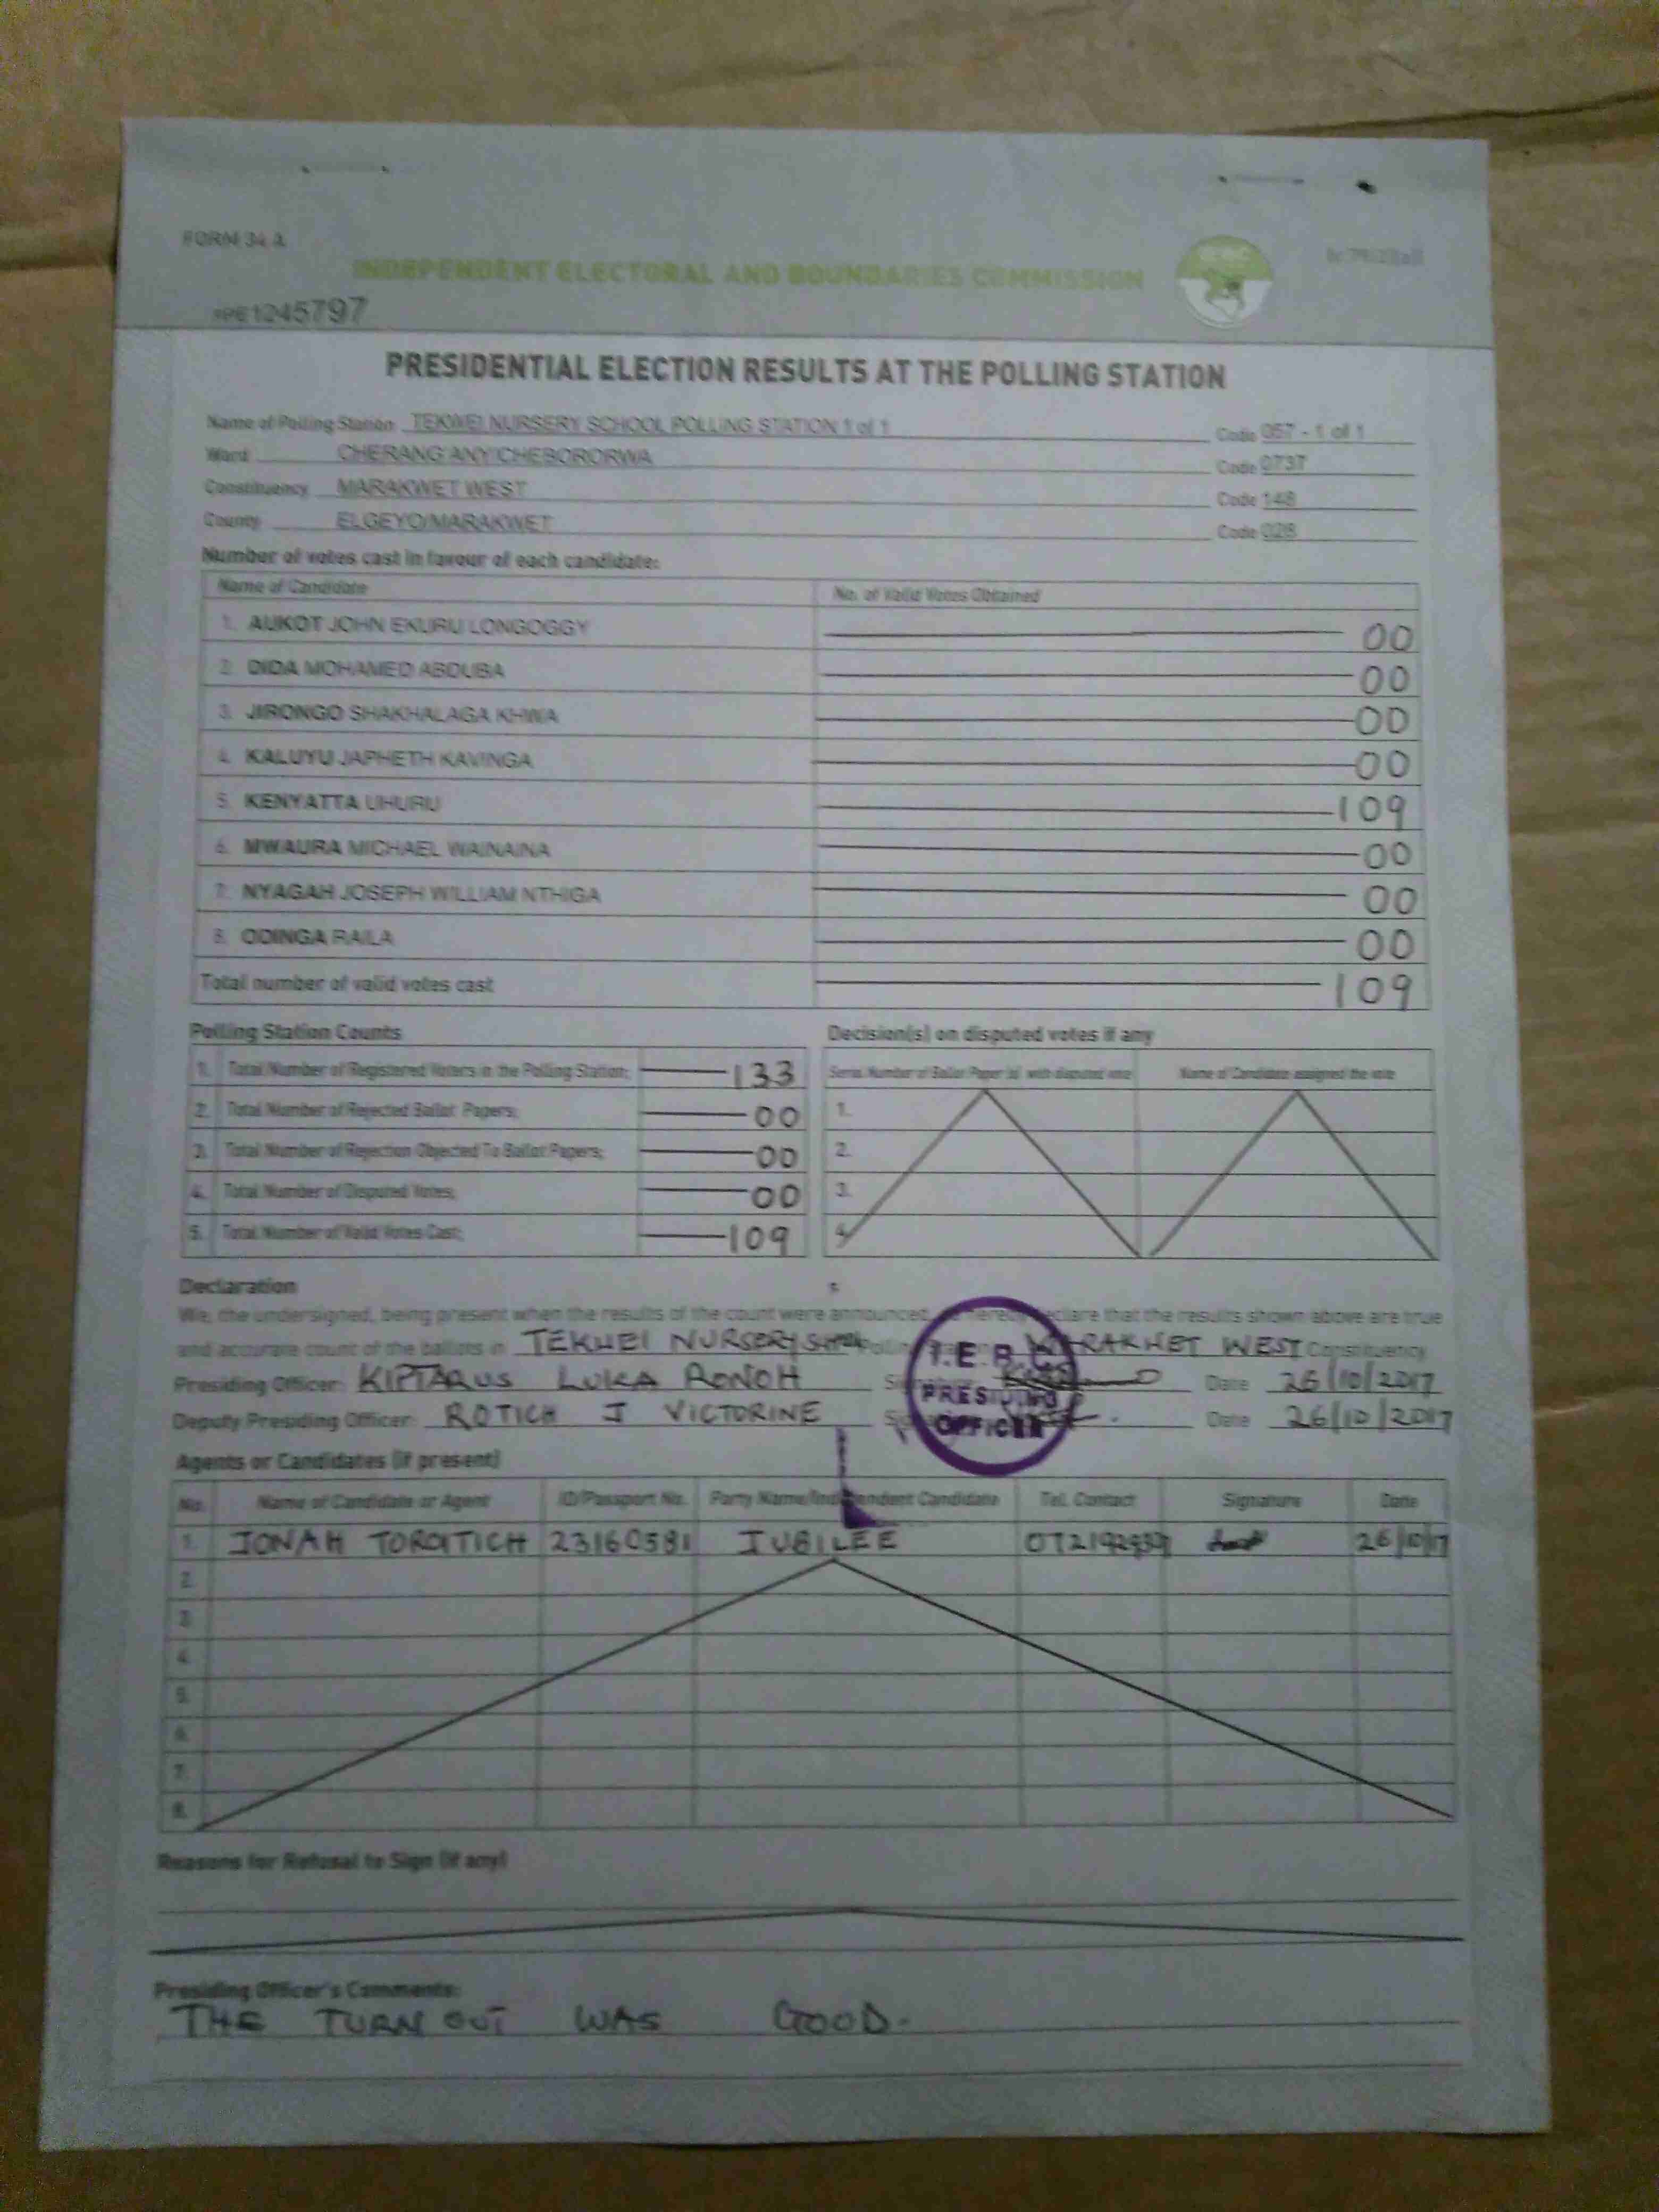 FORM 34 A
INDEPENDENT ELECTORAL AND BOUNDARIES COMMISSION
1245797
PRESIDENTIAL ELECTION RESULTS AT THE POLLING STATION
Name of Polling Station TEKWEI NURSERY SCHOOL POLLING STATION 1 of 1 Code 057 - 1 of 1
Ward CHERANG'ANY/CHEBORORWA Code 0737
Constituency MARAKWET WEST Code 148
County ELGEYO/MARAKWET Code 028
Number of votes cast in favour of each candidate:
Name of Candidate No. of Valid Votes Obtained
1. AUKOT JOHN EKURU LONGOGGY 00
2. DIDA MOHAMED ABDUBA 00
3. JIRONGO SHAKHALAGA KHWA 00
4. KALUYU JAPHETH KAVINGA 00
5. KENYATTA UHURU 109
6. MWAURA MICHAEL WAINAINA 00
7. NYAGAH JOSEPH WILLIAM NTHIGA 00
8. ODINGA RAILA 00
Total number of valid votes cast 109
Polling Station Counts
1. Total Number of Registered Voters in the Polling Station; 133
2. Total Number of Rejected Ballot Papers; 00
3. Total Number of Rejection Objected To Ballot Papers; 00
4. Total Number of Disputed Votes; 00
5. Total Number of Valid Votes Cast; 109
Decision(s) on disputed votes if any
Serial Number of Ballot Paper (s) with disputed vote Name of Candidate assigned the vote
1.
2.
3.
4.
Declaration
We, the undersigned, being present when the results of the count were announced, hereby declare that the results shown above are true
and accurate count of the ballots in TEKWEI NURSERY MARAKWET WEST Constituency
Presiding Officer: KIPTARUS LUKA RONOH Date 26/10/2017
Deputy Presiding Officer: ROTICH J VICTORINE Date 26/10/2017
I.E.B.C
PRESIDING
OFFICER
Agents or Candidates (if present)
No. Name of Candidate or Agent ID/Passport No. Party Name/Independent Candidate Tel. Contact Signature Date
1. JONAH TOROITICH 23160581 JUBILEE 26/10/17
2.
3.
4.
5.
6.
7.
8.
Reasons for Refusal to Sign (if any)
Presiding Officer's Comments:
THE TURN OUT WAS GOOD.